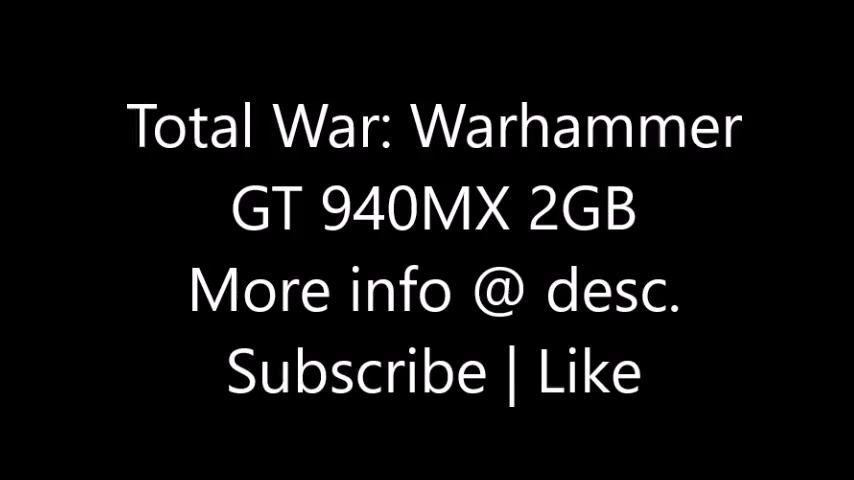 Total War: Warhammer
GT 940MX 2GB
More info @ desc.
Subscribe | Like